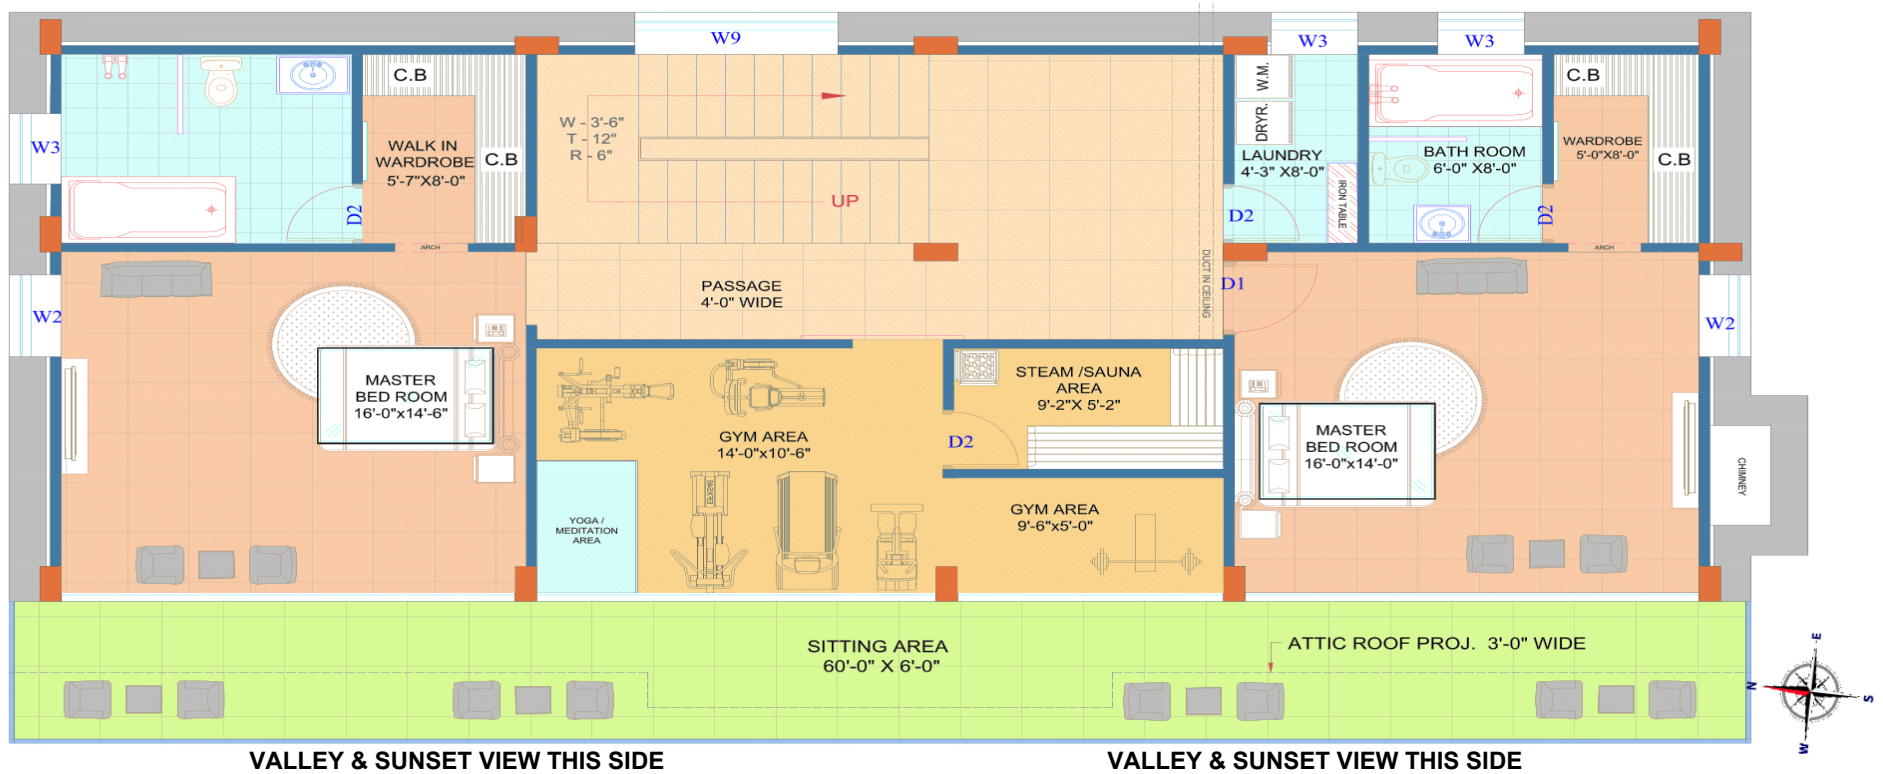 W9
W3
W3
C.B
C.B
W - 3'-6"
T - 12"
R - 6"
W.M.
DRYR.
W3
WALK IN
WARDROBE
5'-7"X8'-0"
C.B
LAUNDRY
4'-3" X8'-0"
BATH ROOM
6'-0" X8'-0"
WARDROBE
5'-0"X8'-0"
C.B
IRON TABLE
UP
D2
D2
D2
ARCH
ARCH
DUCT IN CEILING
PASSAGE
4'-0" WIDE
D1
W2
W2
MASTER
BED ROOM
16'-0"x14'-6"
STEAM /SAUNA
AREA
9'-2"X 5'-2"
GYM AREA
14'-0"x10'-6"
D2
MASTER
BED ROOM
16'-0"x14'-0"
CHIMNEY
YOGA /
MEDITATION
AREA
GYM AREA
9'-6"x5'-0"
SITTING AREA
60'-0" X 6'-0"
ATTIC ROOF PROJ. 3'-0" WIDE
E
N
S
W
VALLEY & SUNSET VIEW THIS SIDE
VALLEY & SUNSET VIEW THIS SIDE